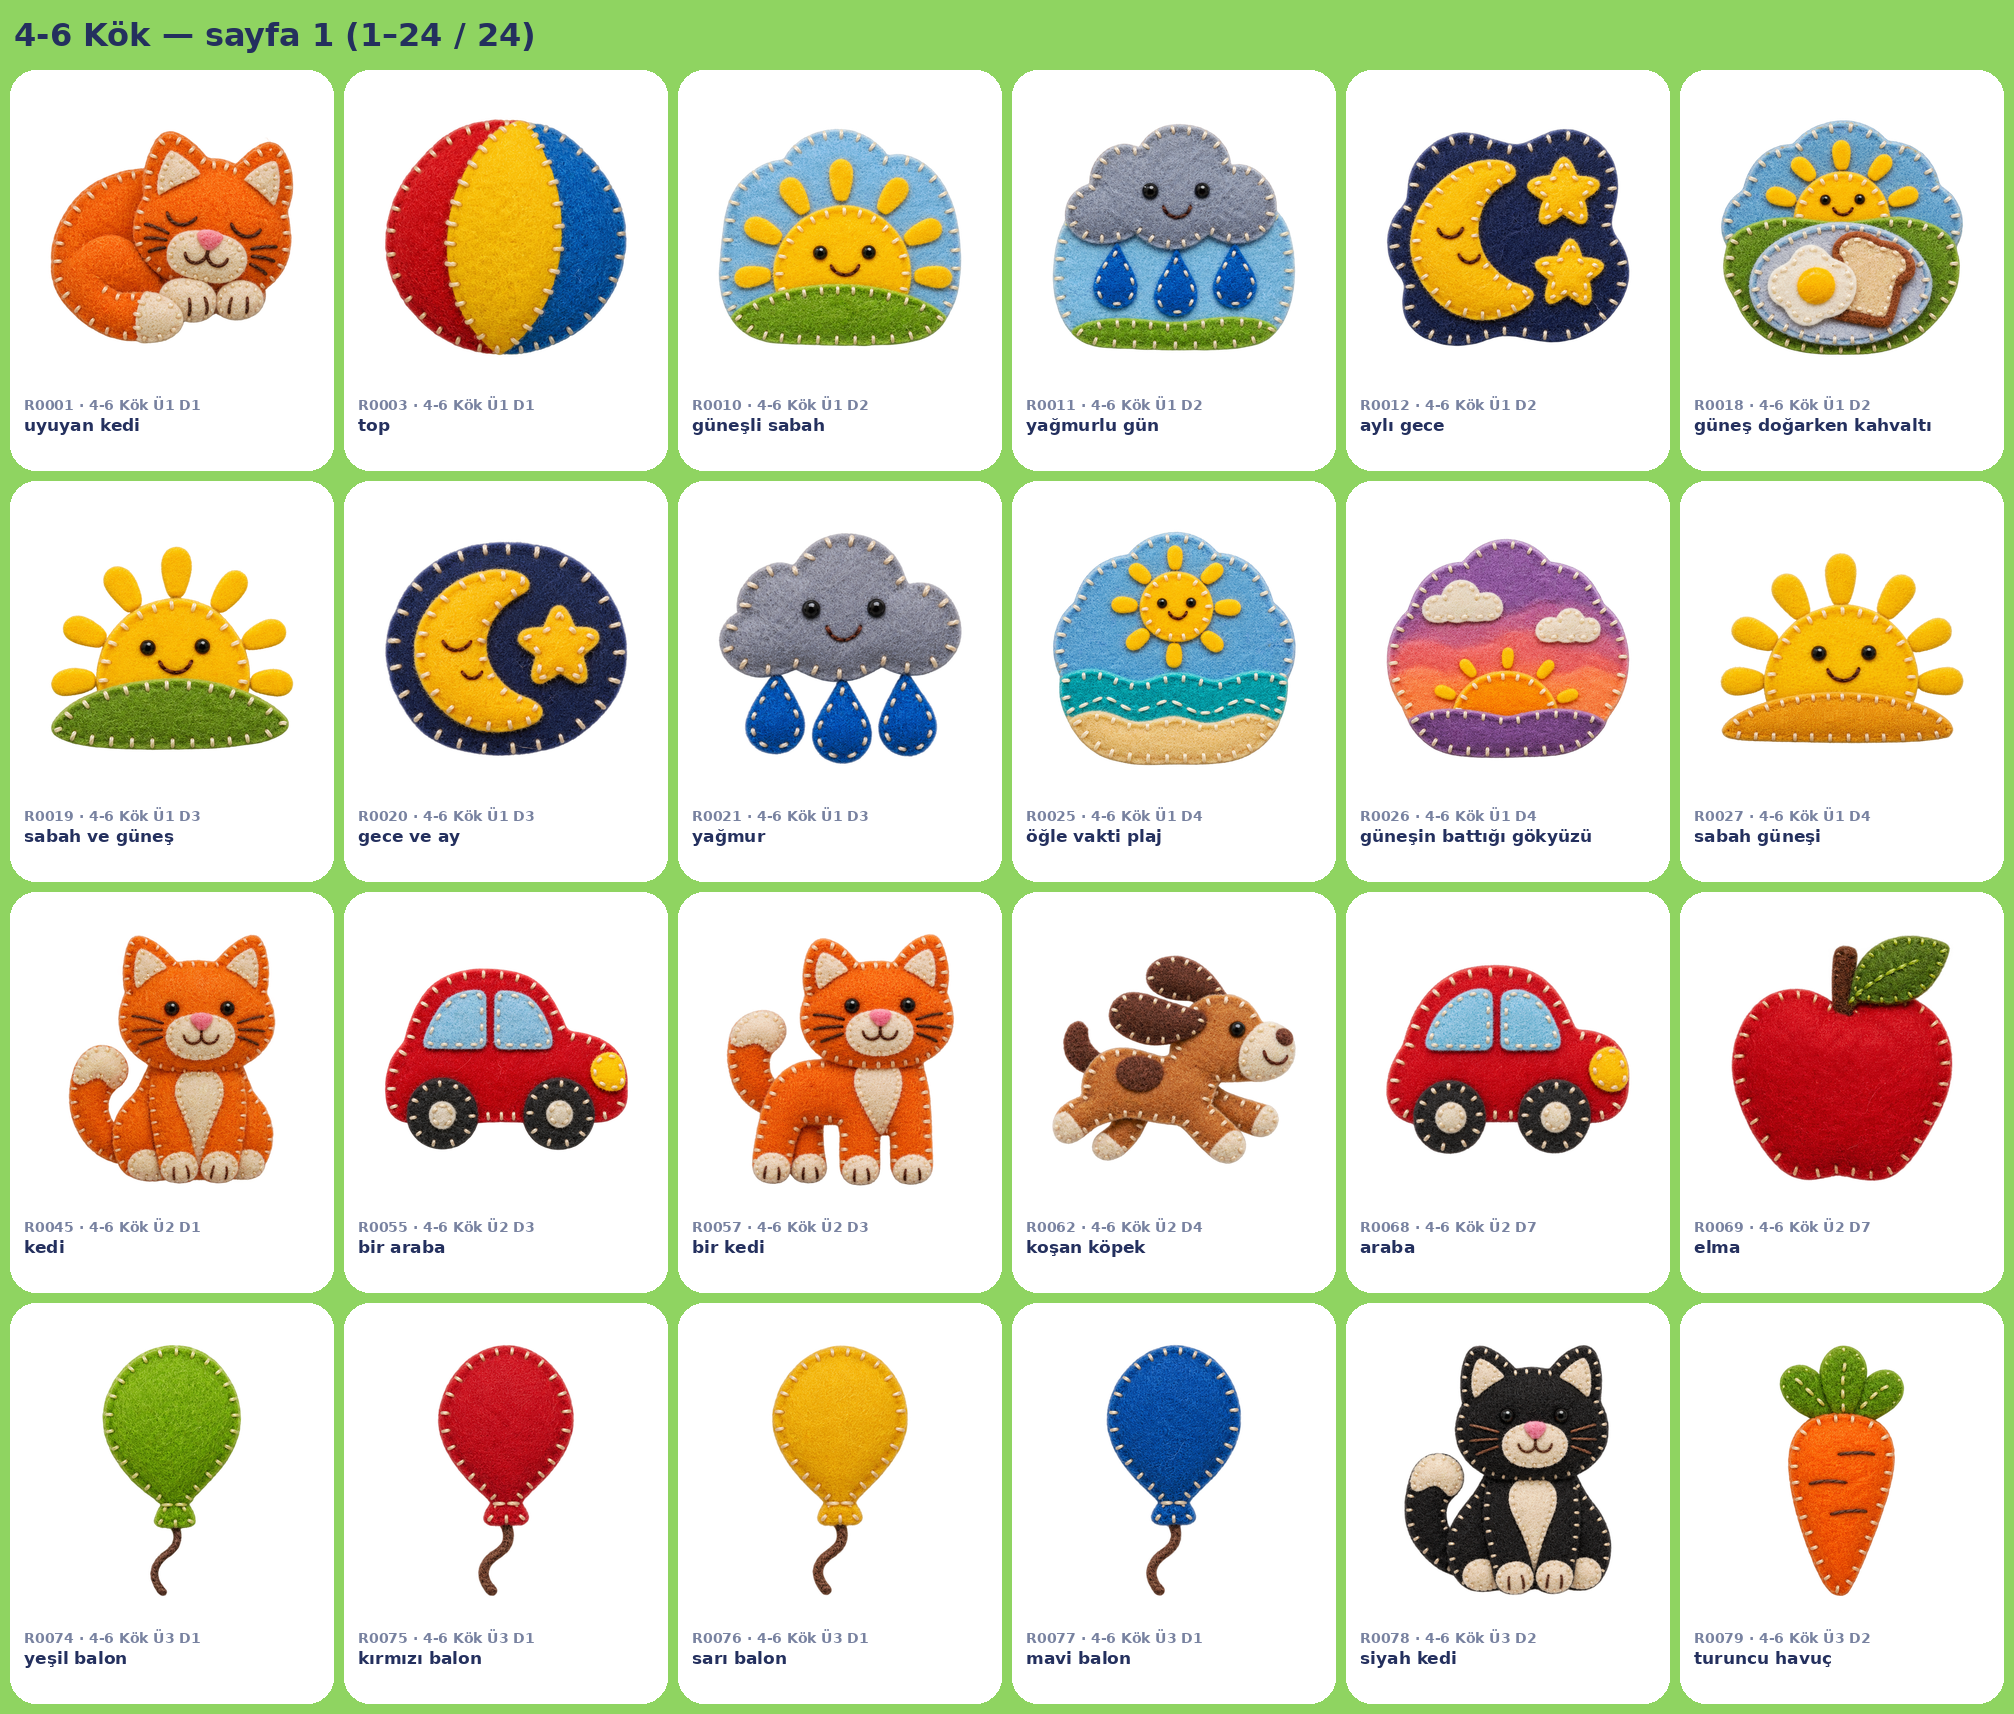 4-6 Kök — sayfa 1 (1–24 / 24)
R0001 · 4-6 Kök Ü1 D1
uyuyan kedi
R0003 · 4-6 Kök Ü1 D1
top
R0010 · 4-6 Kök Ü1 D2
güneşli sabah
R0011 · 4-6 Kök Ü1 D2
yağmurlu gün
R0012 · 4-6 Kök Ü1 D2
aylı gece
R0018 · 4-6 Kök Ü1 D2
güneş doğarken kahvaltı
R0019 · 4-6 Kök Ü1 D3
sabah ve güneş
R0020 · 4-6 Kök Ü1 D3
gece ve ay
R0021 · 4-6 Kök Ü1 D3
yağmur
R0025 · 4-6 Kök Ü1 D4
öğle vakti plaj
R0026 · 4-6 Kök Ü1 D4
güneşin battığı gökyüzü
R0027 · 4-6 Kök Ü1 D4
sabah güneşi
R0045 · 4-6 Kök Ü2 D1
kedi
R0055 · 4-6 Kök Ü2 D3
bir araba
R0057 · 4-6 Kök Ü2 D3
bir kedi
R0062 · 4-6 Kök Ü2 D4
koşan köpek
R0068 · 4-6 Kök Ü2 D7
araba
R0069 · 4-6 Kök Ü2 D7
elma
R0074 · 4-6 Kök Ü3 D1
yeşil balon
R0075 · 4-6 Kök Ü3 D1
kırmızı balon
R0076 · 4-6 Kök Ü3 D1
sarı balon
R0077 · 4-6 Kök Ü3 D1
mavi balon
R0078 · 4-6 Kök Ü3 D2
siyah kedi
R0079 · 4-6 Kök Ü3 D2
turuncu havuç